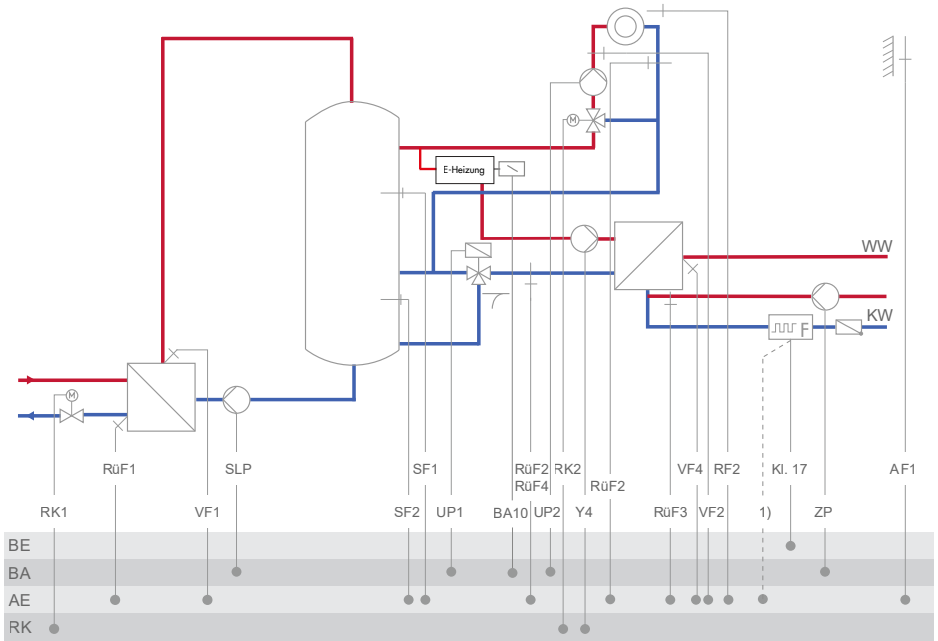 M
E-Heizung
WW
KW
F
M
RüF1
SLP
SF1
RüF2
RK2
VF4
RF2
Kl. 17
AF1
RüF4
RüF2
RK1
VF1
SF2
UP1
BA10
UP2
Y4
RüF3
VF2
1)
ZP
BE
BA
AE
RK